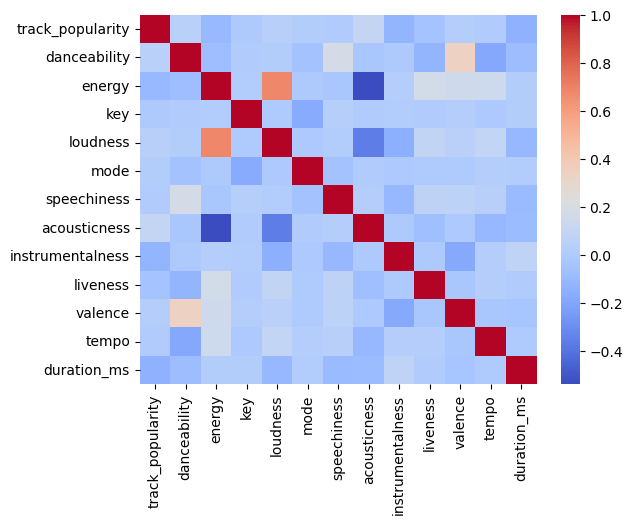 track_popularity
danceability
energy
key
loudness
mode
speechiness
acousticness
instrumentalness
liveness
valence
tempo
duration_ms
track_popularity
danceability
energy
key
loudness
mode
speechiness
acousticness
instrumentalness
liveness
valence
tempo
duration_ms
1.0
0.8
0.6
0.4
0.2
0.0
−0.2
−0.4